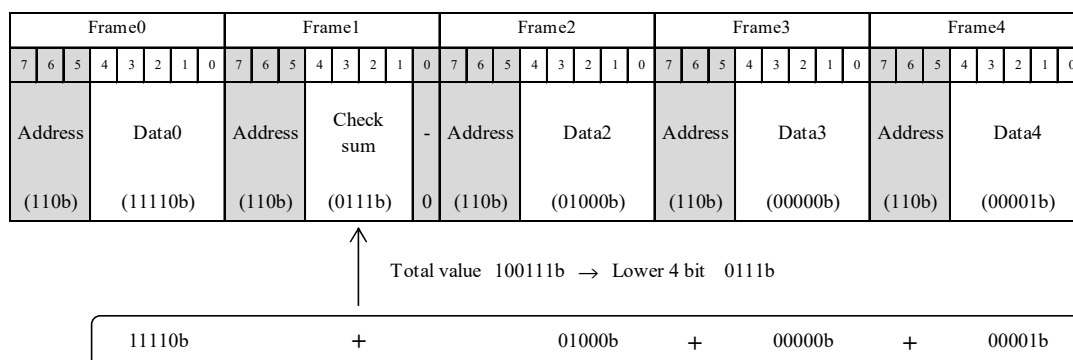 Frame0 Frame1 Frame2 Frame3 Frame4
7 6 5 4 3 2 1 0 7 6 5 4 3 2 1 0 7 6 5 4 3 2 1 0 7 6 5 4 3 2 1 0 7 6 5 4 3 2 1 0
Address Data0 Address Check sum - Address Data2 Address Data3 Address Data4
(110b) (11110b) (110b) (0111b) 0 (110b) (01000b) (110b) (00000b) (110b) (00001b)
Total value 100111b → Lower 4 bit 0111b
11110b + 01000b + 00000b + 00001b